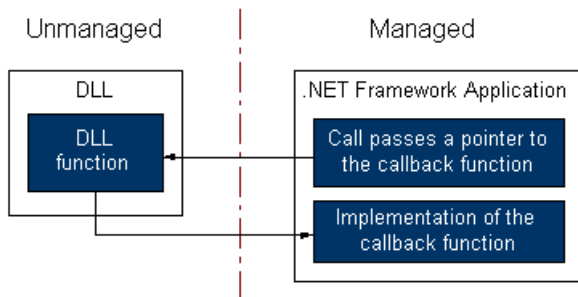 Unmanaged
Managed
DLL
DLL
function
.NET Framework Application
Call passes a pointer to
the callback function
Implementation of the
callback function